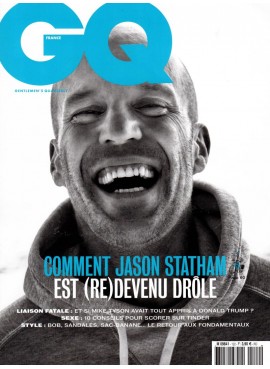 GQ
FRANCE
COMMENT JASON STATHAM
EST (RE)DEVENU DRÔLE
LIAISON FATALE : ET SI MIKE TYSON AVAIT TOUT APPRIS À DONALD TRUMP ?
SEXE : 10 CONSEILS POUR SCORER SUR TINDER
STYLE : BOB, SANDALES, SAC-BANANE... LE RETOUR AUX FONDAMENTAUX